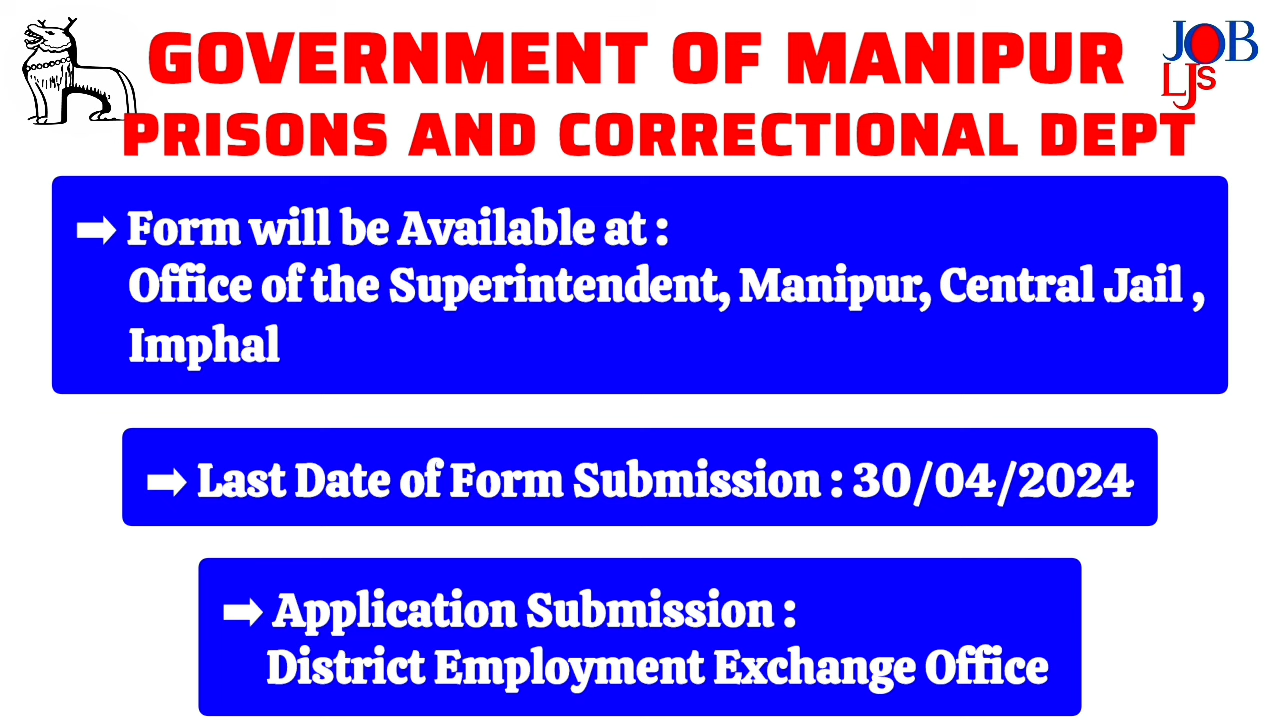 GOVERNMENT OF MANIPUR
JOB
LJS
PRISONS AND CORRECTIONAL DEPT
➡ Form will be Available at :
Office of the Superintendent, Manipur, Central Jail ,
Imphal
➡ Last Date of Form Submission : 30/04/2024
➡ Application Submission :
District Employment Exchange Office